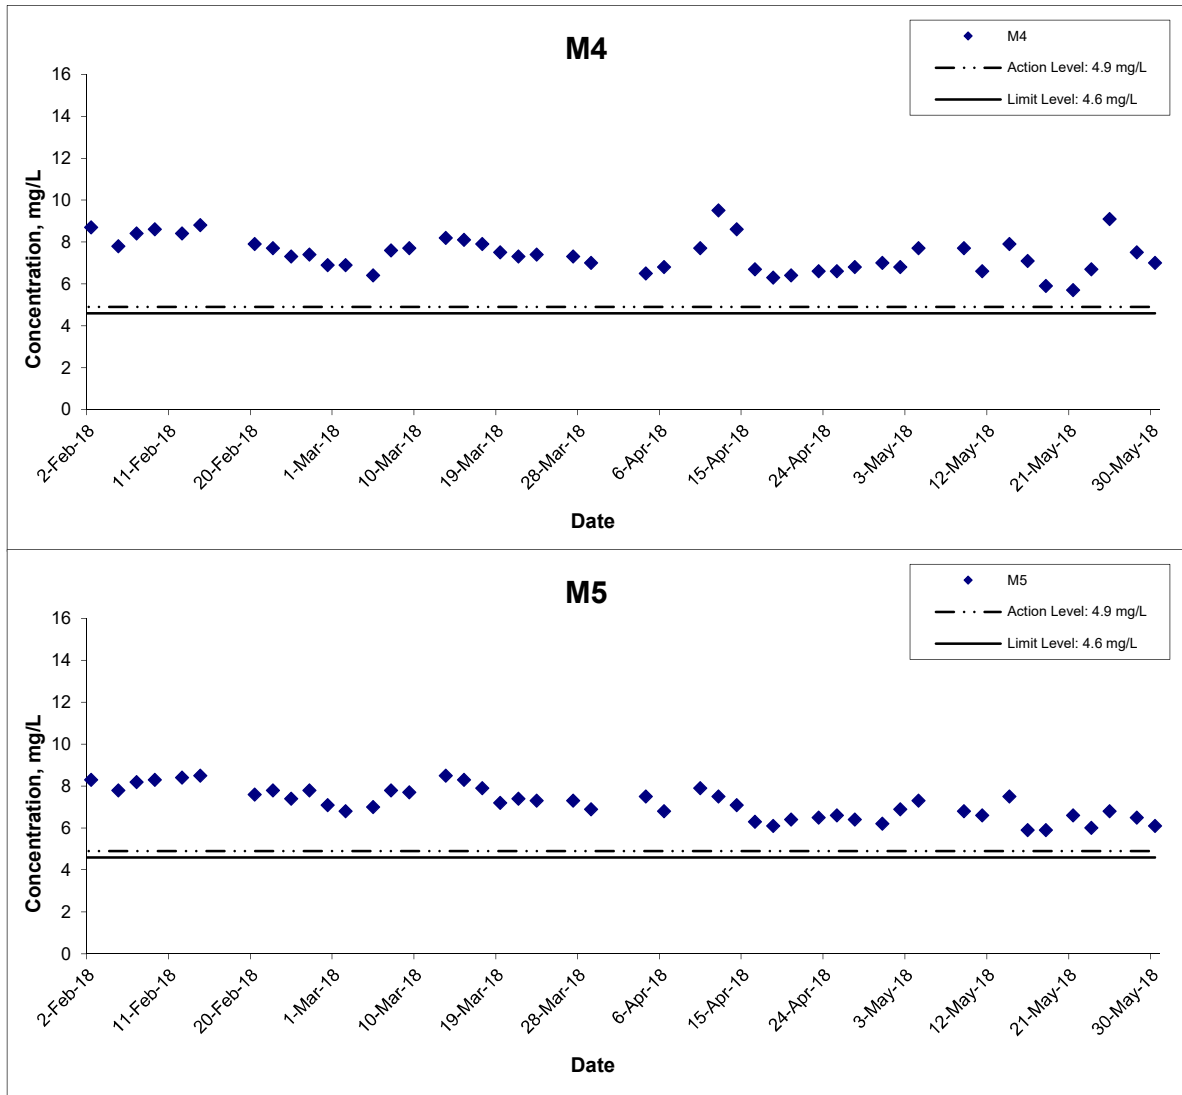 M4
M4
Action Level: 4.9 mg/L
Limit Level: 4.6 mg/L
Concentration, mg/L
16
14
12
10
8
6
4
2
0
2-Feb-18
11-Feb-18
20-Feb-18
1-Mar-18
10-Mar-18
19-Mar-18
28-Mar-18
6-Apr-18
15-Apr-18
24-Apr-18
3-May-18
12-May-18
21-May-18
30-May-18
Date
M5
M5
Action Level: 4.9 mg/L
Limit Level: 4.6 mg/L
Concentration, mg/L
16
14
12
10
8
6
4
2
0
2-Feb-18
11-Feb-18
20-Feb-18
1-Mar-18
10-Mar-18
19-Mar-18
28-Mar-18
6-Apr-18
15-Apr-18
24-Apr-18
3-May-18
12-May-18
21-May-18
30-May-18
Date